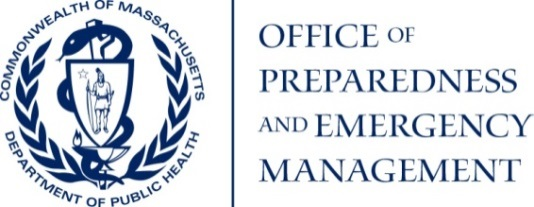 COMMONWEALTH OF MASSACHUSETTS
DEPARTMENT OF PUBLIC HEALTH
OFFICE OF
PREPAREDNESS
AND EMERGENCY
MANAGEMENT